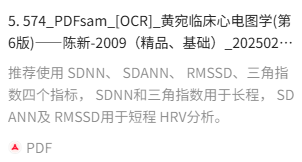 5. 574_PDFsam_[OCR]_黄宛临床心电图学(第
6版)——陈新-2009（精品、基础）_202502…
推荐使用 SDNN、 SDANN、 RMSSD、三角指
数四个指标， SDNN和三角指数用于长程， SD
ANN及 RMSSD用于短程 HRV分析。
PDF